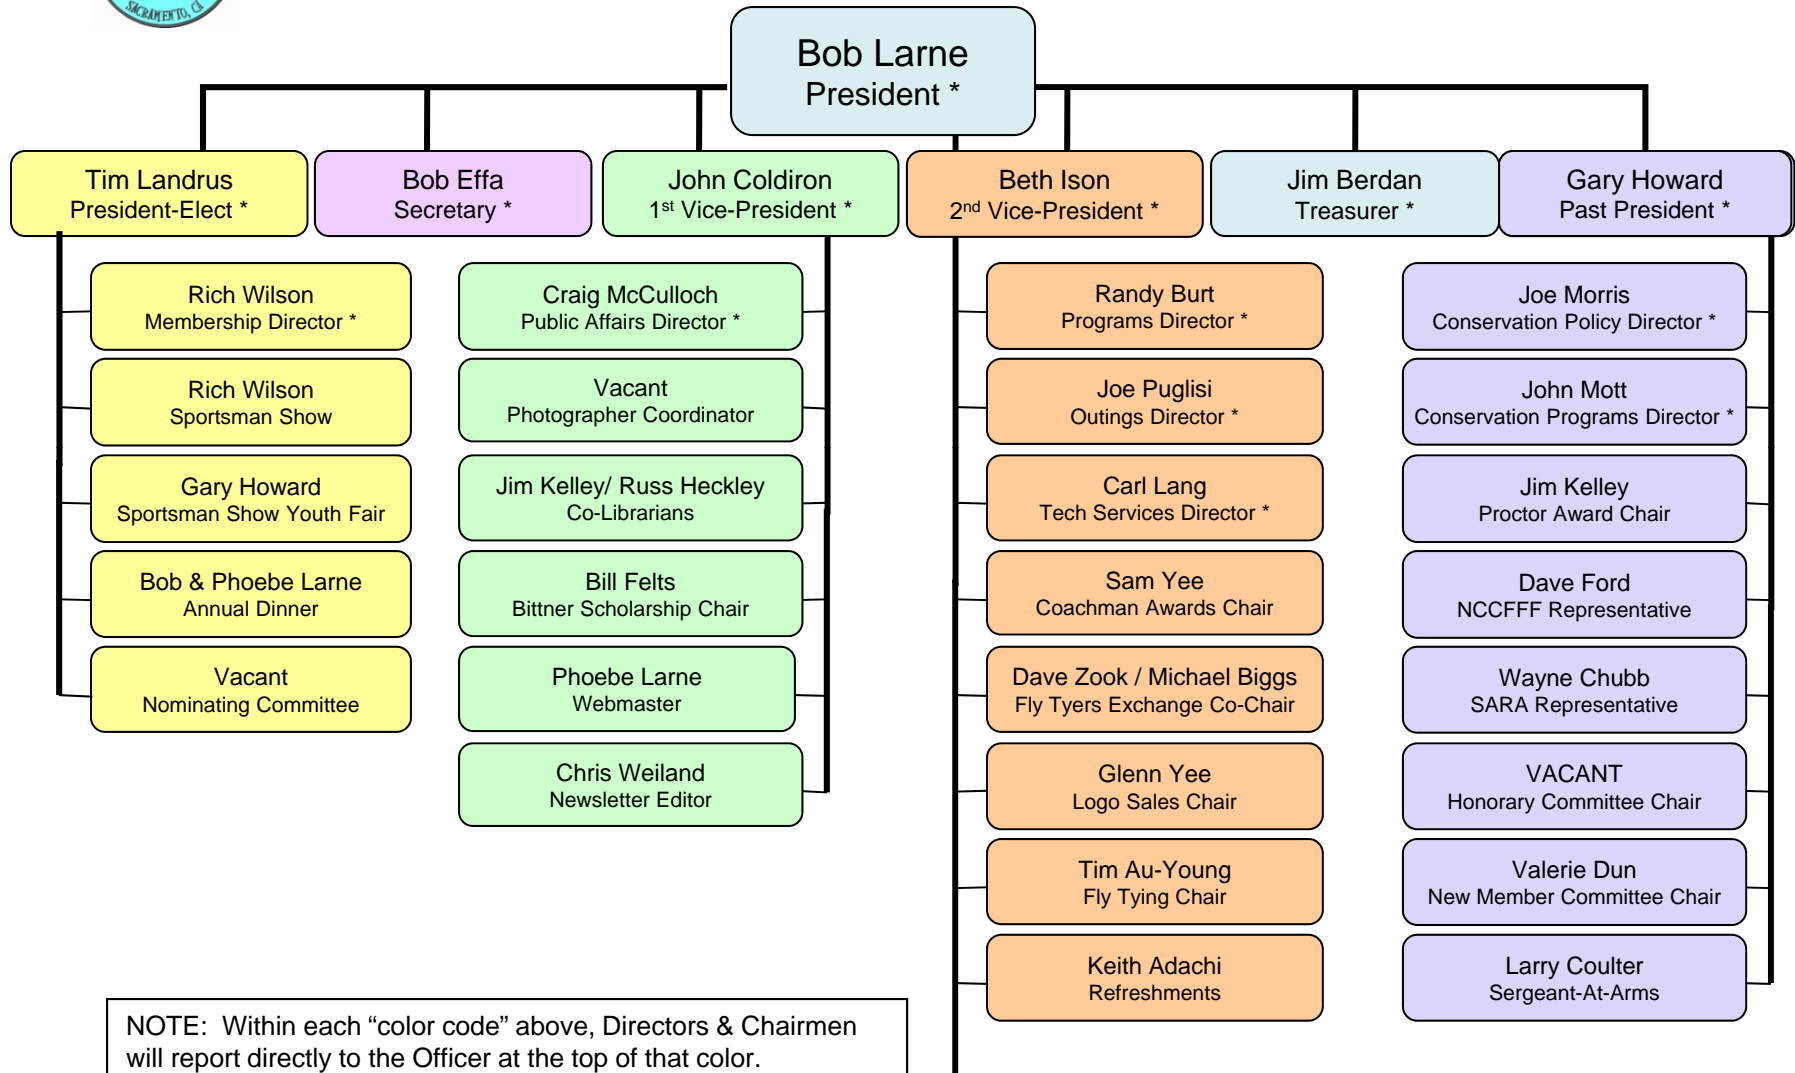 SACRAMENTO, CA
Bob Larne
President *
Tim Landrus
President-Elect *
Bob Effa
Secretary *
John Coldiron
1st Vice-President *
Beth Ison
2nd Vice-President *
Jim Berdan
Treasurer *
Gary Howard
Past President *
Rich Wilson
Membership Director *
Rich Wilson
Sportsman Show
Gary Howard
Sportsman Show Youth Fair
Bob & Phoebe Larne
Annual Dinner
Vacant
Nominating Committee
Craig McCulloch
Public Affairs Director *
Vacant
Photographer Coordinator
Jim Kelley/ Russ Heckley
Co-Librarians
Bill Felts
Bittner Scholarship Chair
Phoebe Larne
Webmaster
Chris Weiland
Newsletter Editor
Randy Burt
Programs Director *
Joe Puglisi
Outings Director *
Carl Lang
Tech Services Director *
Sam Yee
Coachman Awards Chair
Dave Zook / Michael Biggs
Fly Tyers Exchange Co-Chair
Glenn Yee
Logo Sales Chair
Tim Au-Young
Fly Tying Chair
Keith Adachi
Refreshments
Joe Morris
Conservation Policy Director *
John Mott
Conservation Programs Director *
Jim Kelley
Proctor Award Chair
Dave Ford
NCCFFF Representative
Wayne Chubb
SARA Representative
VACANT
Honorary Committee Chair
Valerie Dun
New Member Committee Chair
Larry Coulter
Sergeant-At-Arms
NOTE:  Within each “color code” above, Directors & Chairmen
will report directly to the Officer at the top of that color.